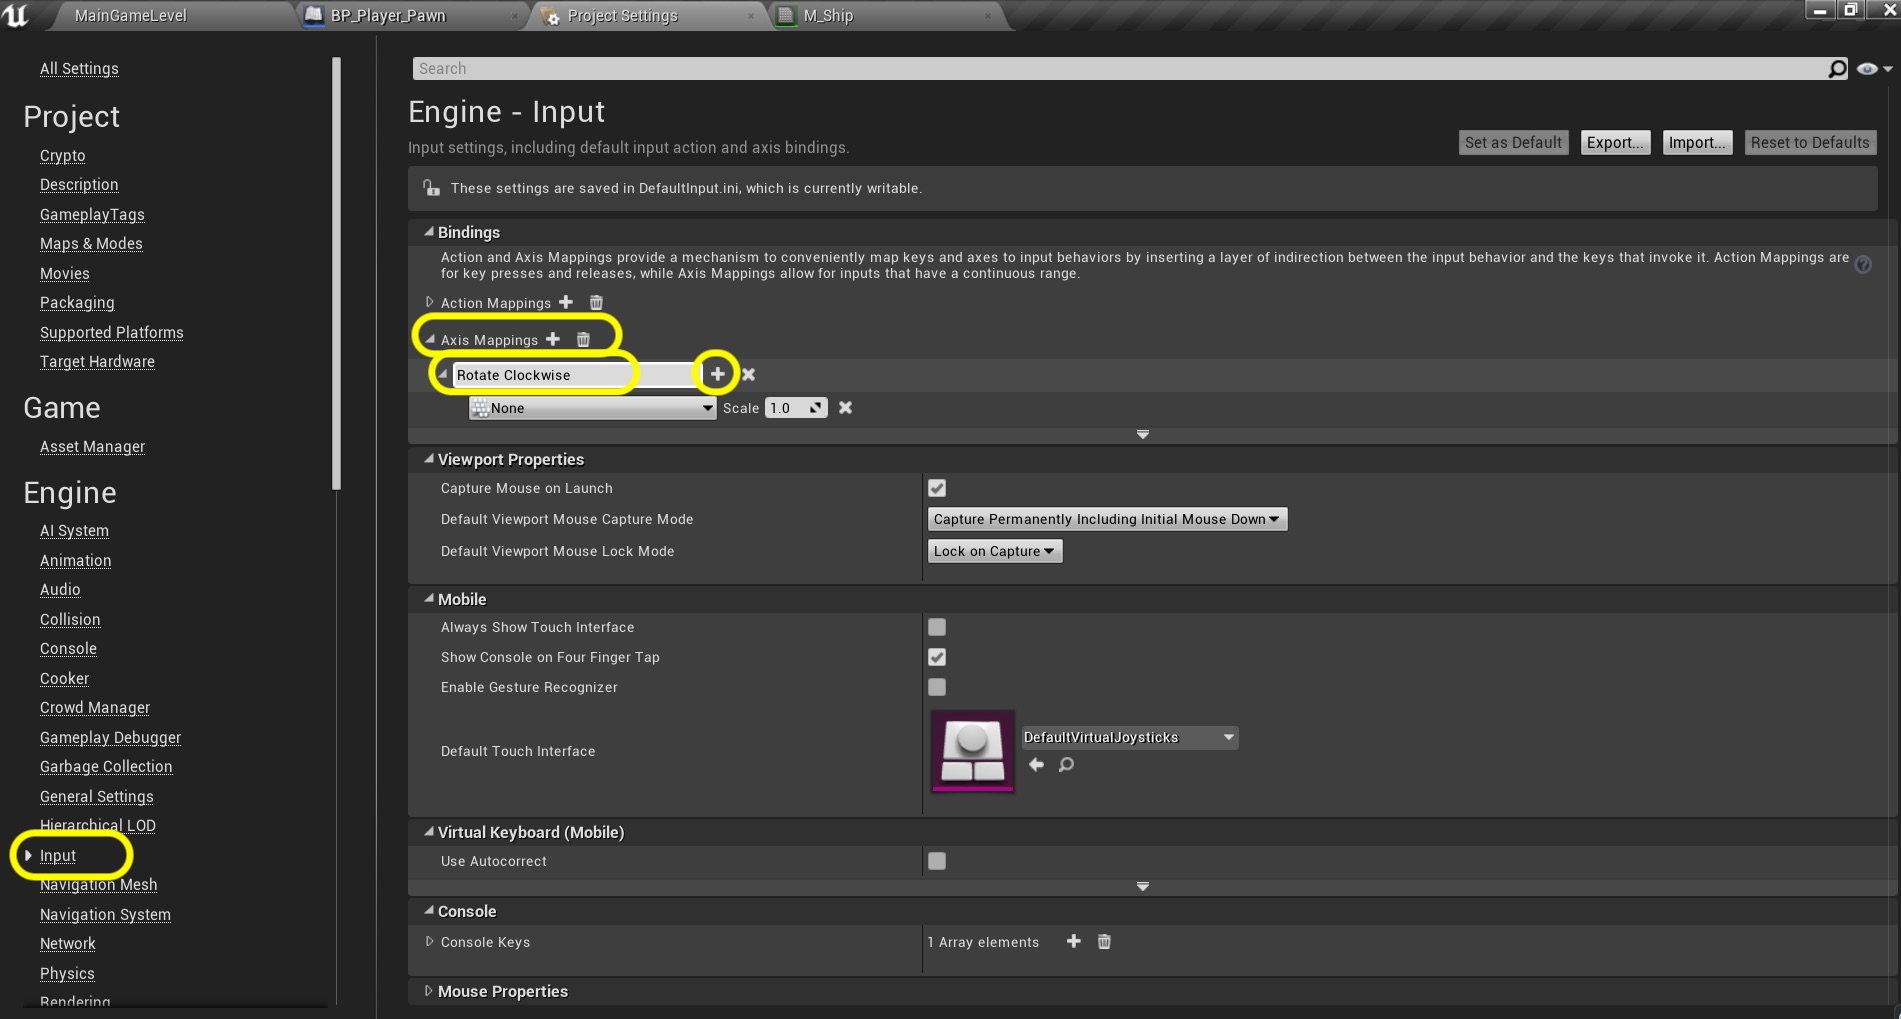 MainGameLevel
BP_Player_Pawn
Project Settings
M_Ship
All Settings
Project
Crypto
Description
GameplayTags
Maps & Modes
Movies
Packaging
Supported Platforms
Target Hardware
Game
Asset Manager
Engine
AI System
Animation
Audio
Collision
Console
Cooker
Crowd Manager
Gameplay Debugger
Garbage Collection
General Settings
Hierarchical LOD
Input
Navigation Mesh
Navigation System
Network
Physics
Rendering
Search
Engine - Input
Input settings, including default input action and axis bindings.
Set as Default
Export...
Import...
Reset to Defaults
These settings are saved in DefaultInput.ini, which is currently writable.
Bindings
Action and Axis Mappings provide a mechanism to conveniently map keys and axes to input behaviors by inserting a layer of indirection between the input behavior and the keys that invoke it. Action Mappings are
for key presses and releases, while Axis Mappings allow for inputs that have a continuous range.
Action Mappings
Axis Mappings
Rotate Clockwise
None Scale 1.0
Viewport Properties
Capture Mouse on Launch
Default Viewport Mouse Capture Mode Capture Permanently Including Initial Mouse Down
Default Viewport Mouse Lock Mode Lock on Capture
Mobile
Always Show Touch Interface
Show Console on Four Finger Tap
Enable Gesture Recognizer
Default Touch Interface DefaultVirtualJoysticks
Virtual Keyboard (Mobile)
Use Autocorrect
Console
Console Keys 1 Array elements
Mouse Properties